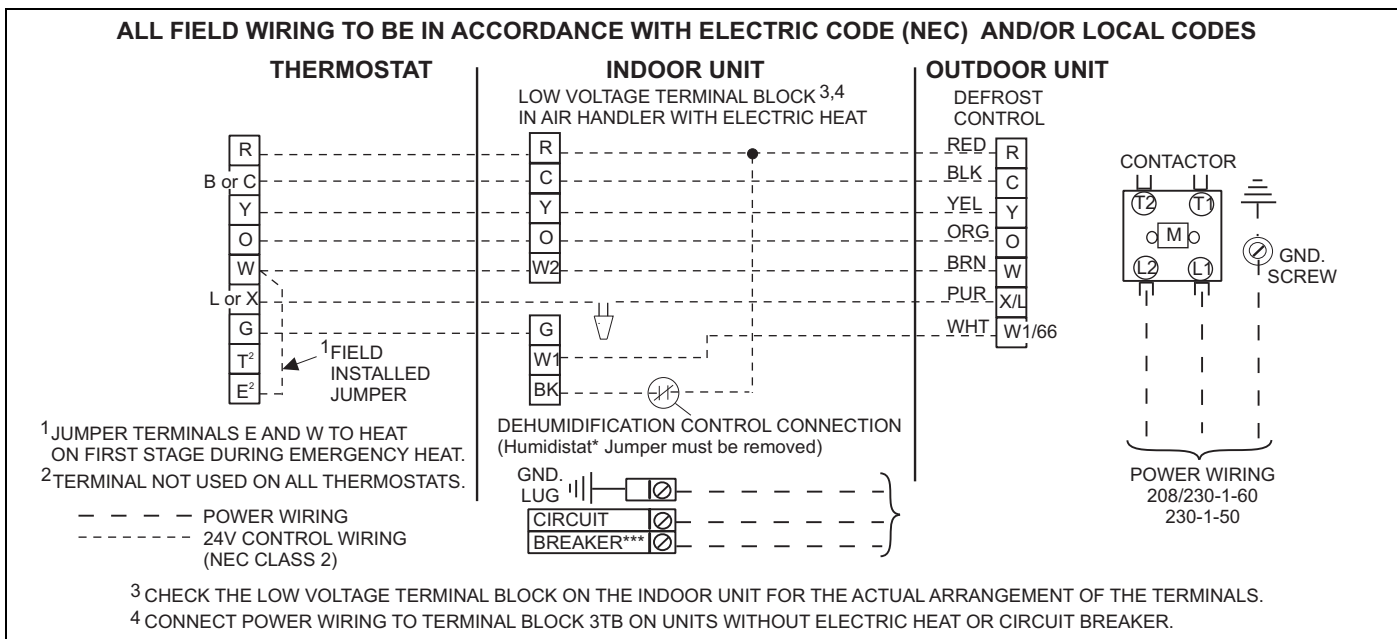 ALL FIELD WIRING TO BE IN ACCORDANCE WITH ELECTRIC CODE (NEC) AND/OR LOCAL CODES
THERMOSTAT
R
B or C
Y
O
W
L or X
G
T²
E²
¹FIELD
INSTALLED
JUMPER
¹JUMPER TERMINALS E AND W TO HEAT
ON FIRST STAGE DURING EMERGENCY HEAT.
²TERMINAL NOT USED ON ALL THERMOSTATS.
POWER WIRING
24V CONTROL WIRING
(NEC CLASS 2)
INDOOR UNIT
LOW VOLTAGE TERMINAL BLOCK ³,⁴
IN AIR HANDLER WITH ELECTRIC HEAT
R
C
Y
O
W2
G
W1
BK
DEHUMIDIFICATION CONTROL CONNECTION
(Humidistat* Jumper must be removed)
GND.
LUG
CIRCUIT
BREAKER***
OUTDOOR UNIT
DEFROST
CONTROL
RED R
BLK C
YEL Y
ORG O
BRN W
PUR X/L
WHT W1/66
CONTACTOR
T2 T1
M
L2 L1
GND.
SCREW
POWER WIRING
208/230-1-60
230-1-50
³ CHECK THE LOW VOLTAGE TERMINAL BLOCK ON THE INDOOR UNIT FOR THE ACTUAL ARRANGEMENT OF THE TERMINALS.
⁴ CONNECT POWER WIRING TO TERMINAL BLOCK 3TB ON UNITS WITHOUT ELECTRIC HEAT OR CIRCUIT BREAKER.